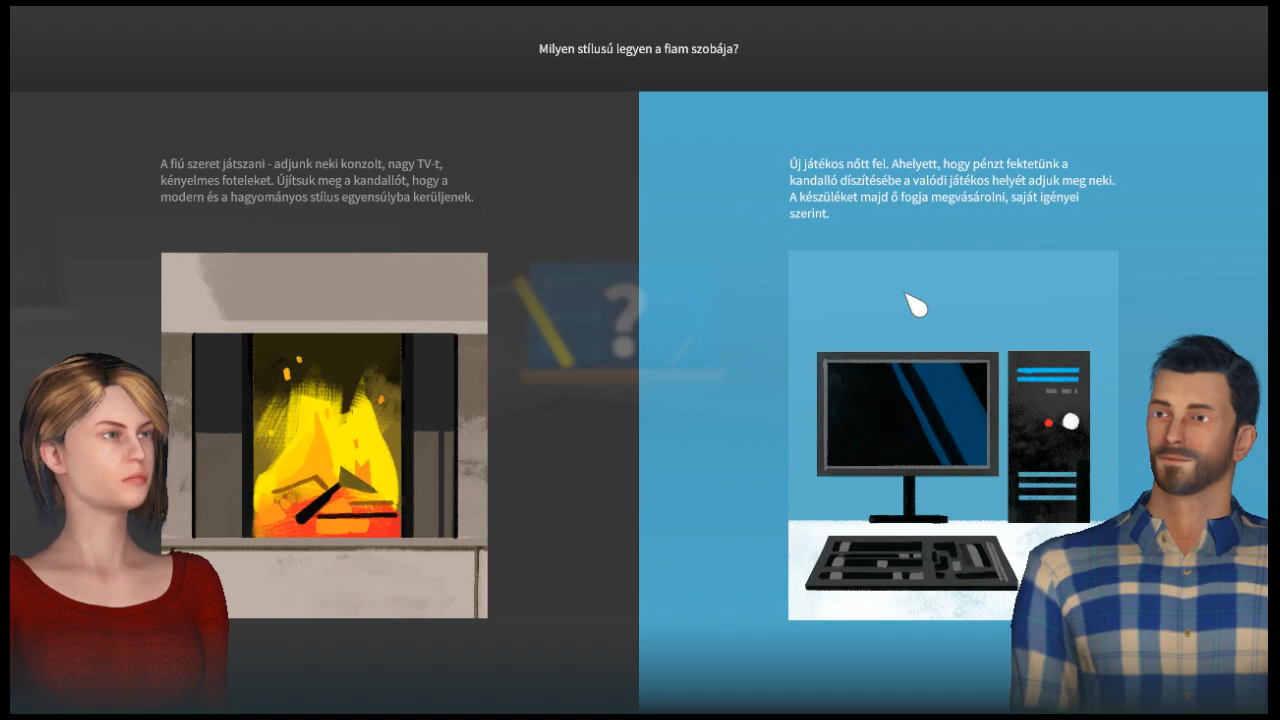 Milyen stílusú legyen a fiam szobája?
A fiú szeret játszani - adjunk neki konzolt, nagy TV-t,
kényelmes foteleket. Újítsuk meg a kandallót, hogy a
modern és a hagyományos stílus egyensúlyba kerüljenek.
Új játékos nőtt fel. Ahelyett, hogy pénzt fektetünk a
kandalló díszítésébe a valódi játékos helyét adjuk meg neki.
A készüléket majd ő fogja megvásárolni, saját igényei
szerint.
?